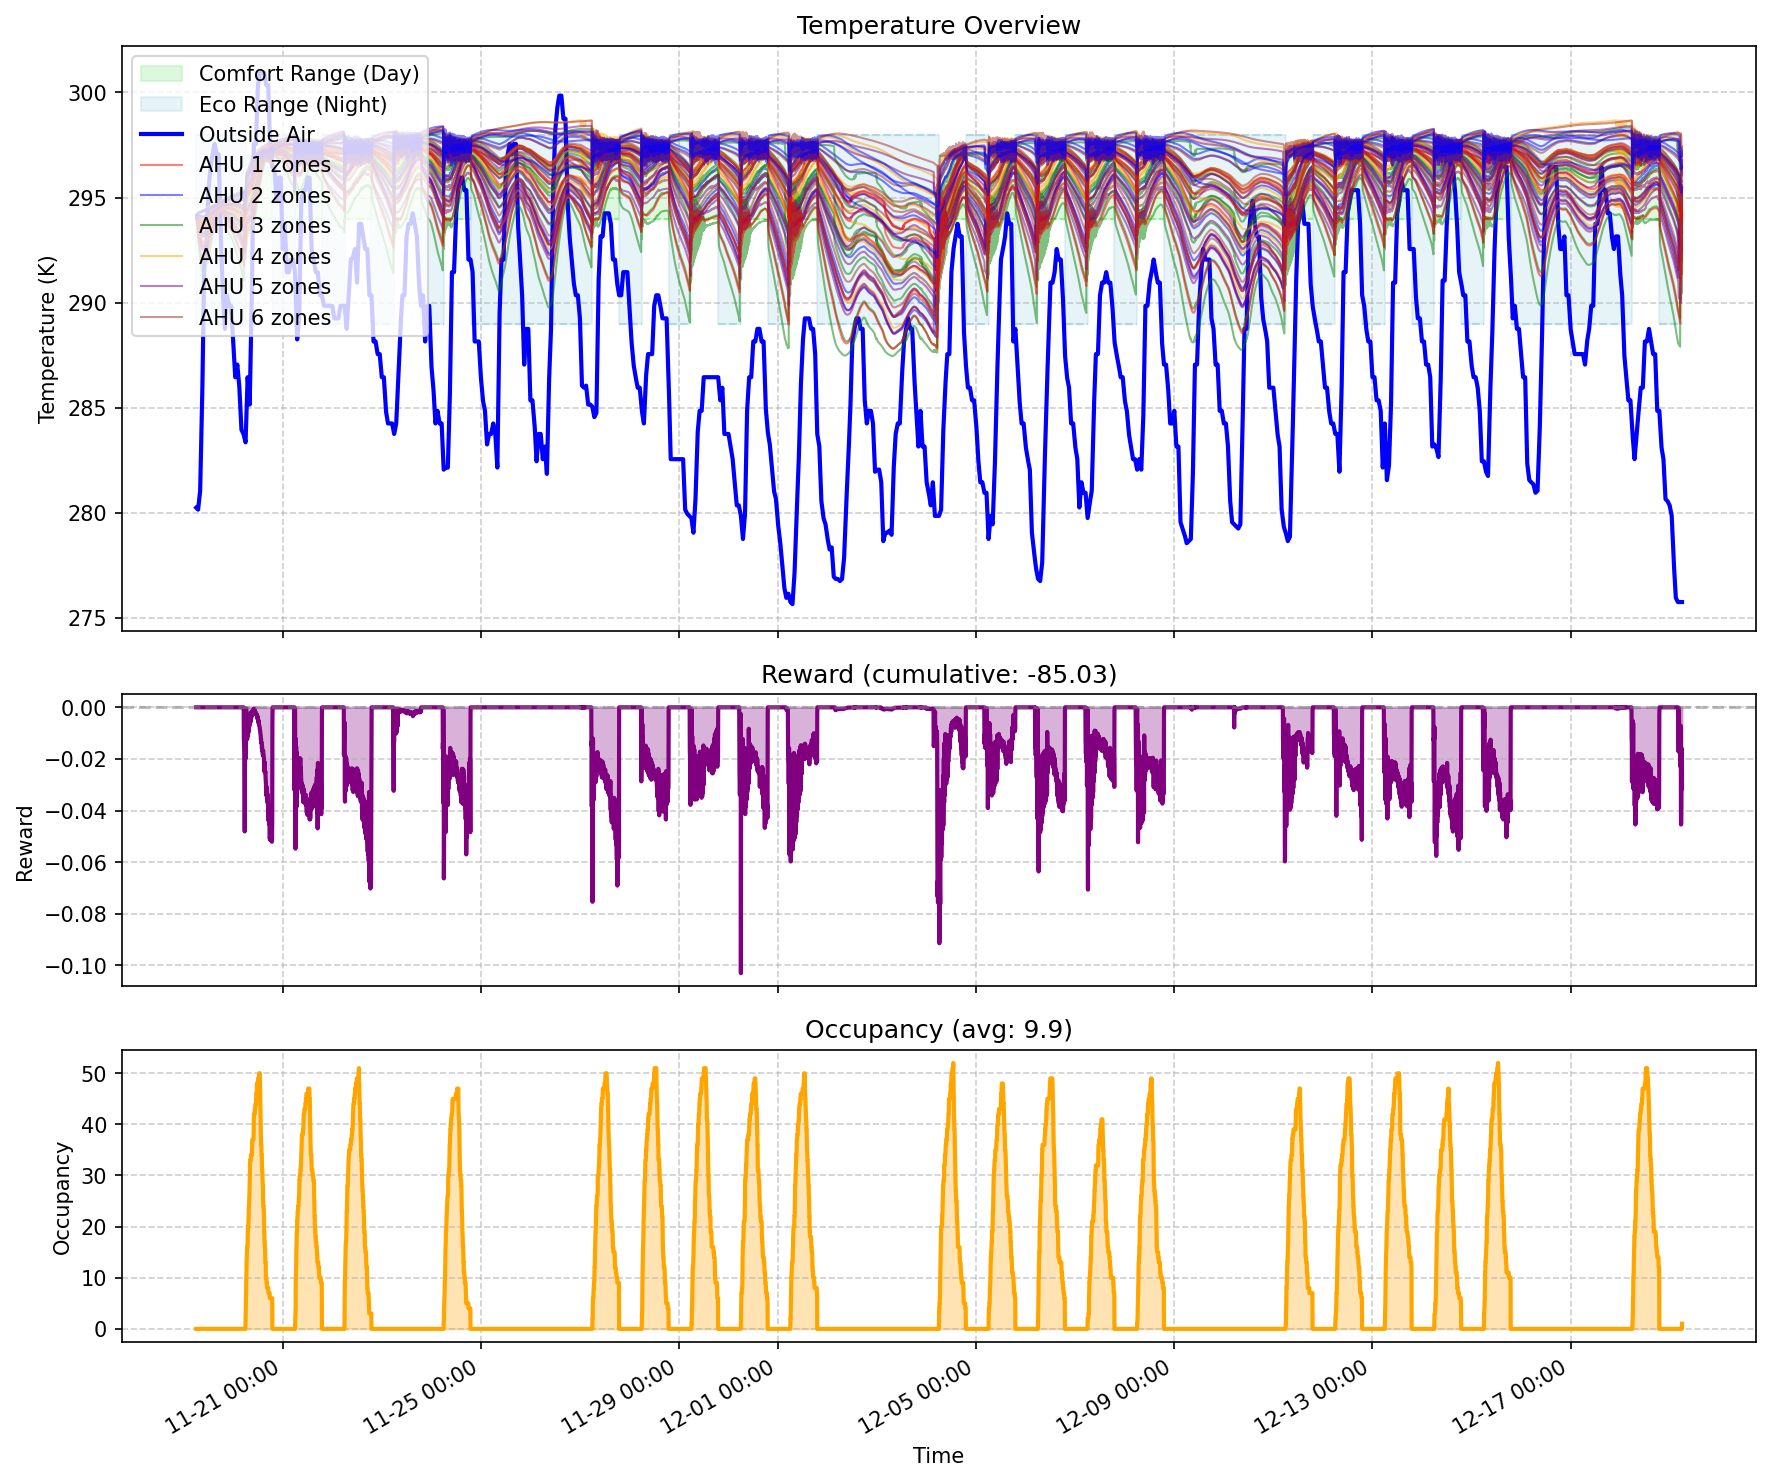 Temperature Overview
Comfort Range (Day)
Eco Range (Night)
Outside Air
AHU 1 zones
AHU 2 zones
AHU 3 zones
AHU 4 zones
AHU 5 zones
AHU 6 zones
Temperature (K)
300
295
290
285
280
275
Reward (cumulative: -85.03)
Reward
0.00
−0.02
−0.04
−0.06
−0.08
−0.10
Occupancy (avg: 9.9)
Occupancy
50
40
30
20
10
0
11-21 00:00
11-25 00:00
11-29 00:00
12-01 00:00
12-05 00:00
12-09 00:00
12-13 00:00
12-17 00:00
Time